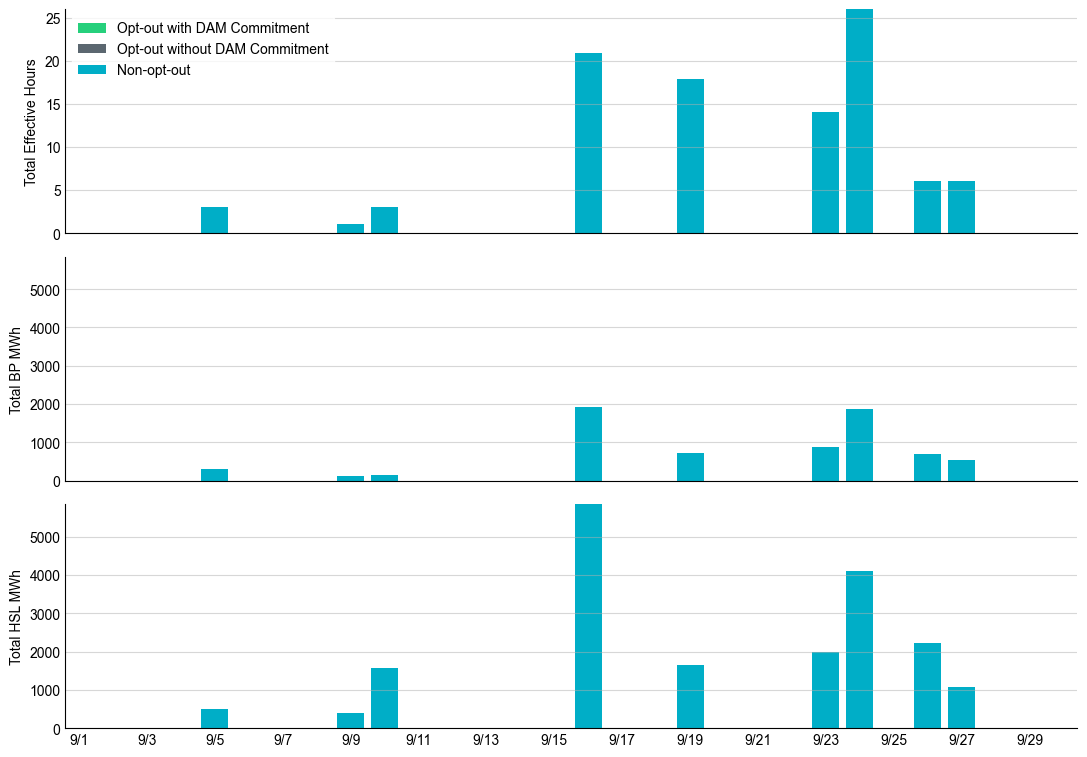 Opt-out with DAM Commitment
Opt-out without DAM Commitment
Non-opt-out
Total Effective Hours
25
20
15
10
5
0
Total BP MWh
5000
4000
3000
2000
1000
0
Total HSL MWh
5000
4000
3000
2000
1000
0
9/1 9/3 9/5 9/7 9/9 9/11 9/13 9/15 9/17 9/19 9/21 9/23 9/25 9/27 9/29